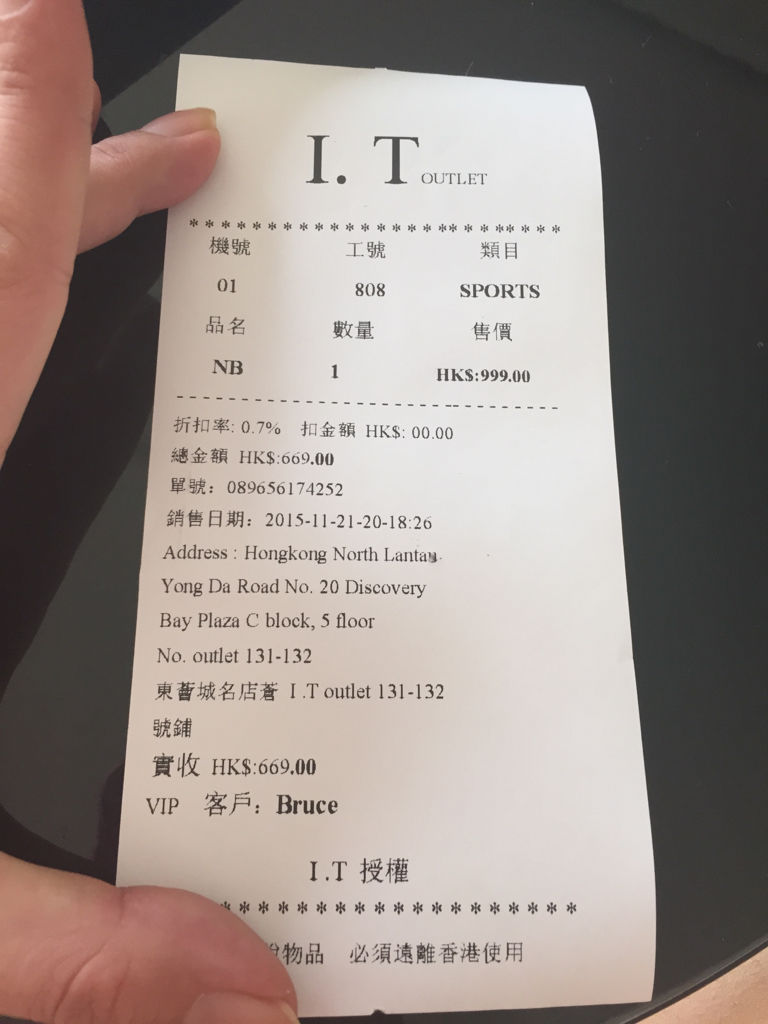 I. T OUTLET
*************************
機號 工號 類目
01 808 SPORTS
品名 數量 售價
NB 1 HK$:999.00
--------------------------------
折扣率: 0.7% 扣金額 HK$: 00.00
總金額 HK$:669.00
單號: 089656174252
銷售日期: 2015-11-21-20-18:26
Address : Hongkong North Lantau
Yong Da Road No. 20 Discovery
Bay Plaza C block, 5 floor
No. outlet 131-132
東薈城名店蒼 I .T outlet 131-132
號鋪
實收 HK$:669.00
VIP 客戶: Bruce
I .T 授權
********************
物品 必須遠離香港使用